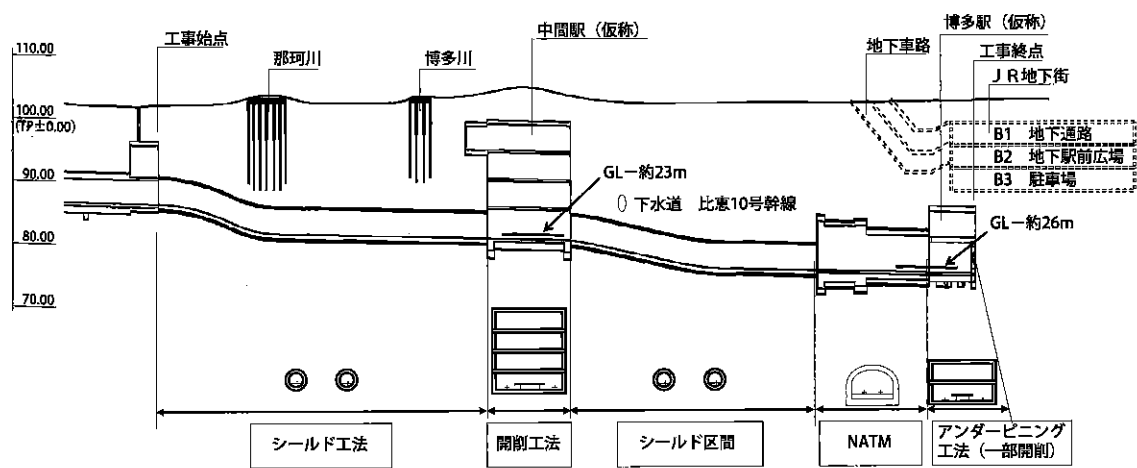 110.00
100.00
(TP±0.00)
90.00
80.00
70.00
工事始点
那珂川
博多川
中間駅（仮称）
地下車路
博多駅（仮称）
工事終点
ＪＲ地下街
B1 地下通路
B2 地下駅前広場
B3 駐車場
GL－約23m
下水道 比恵10号幹線
GL－約26m
シールド工法
開削工法
シールド区間
NATM
アンダーピニング
工法（一部開削）